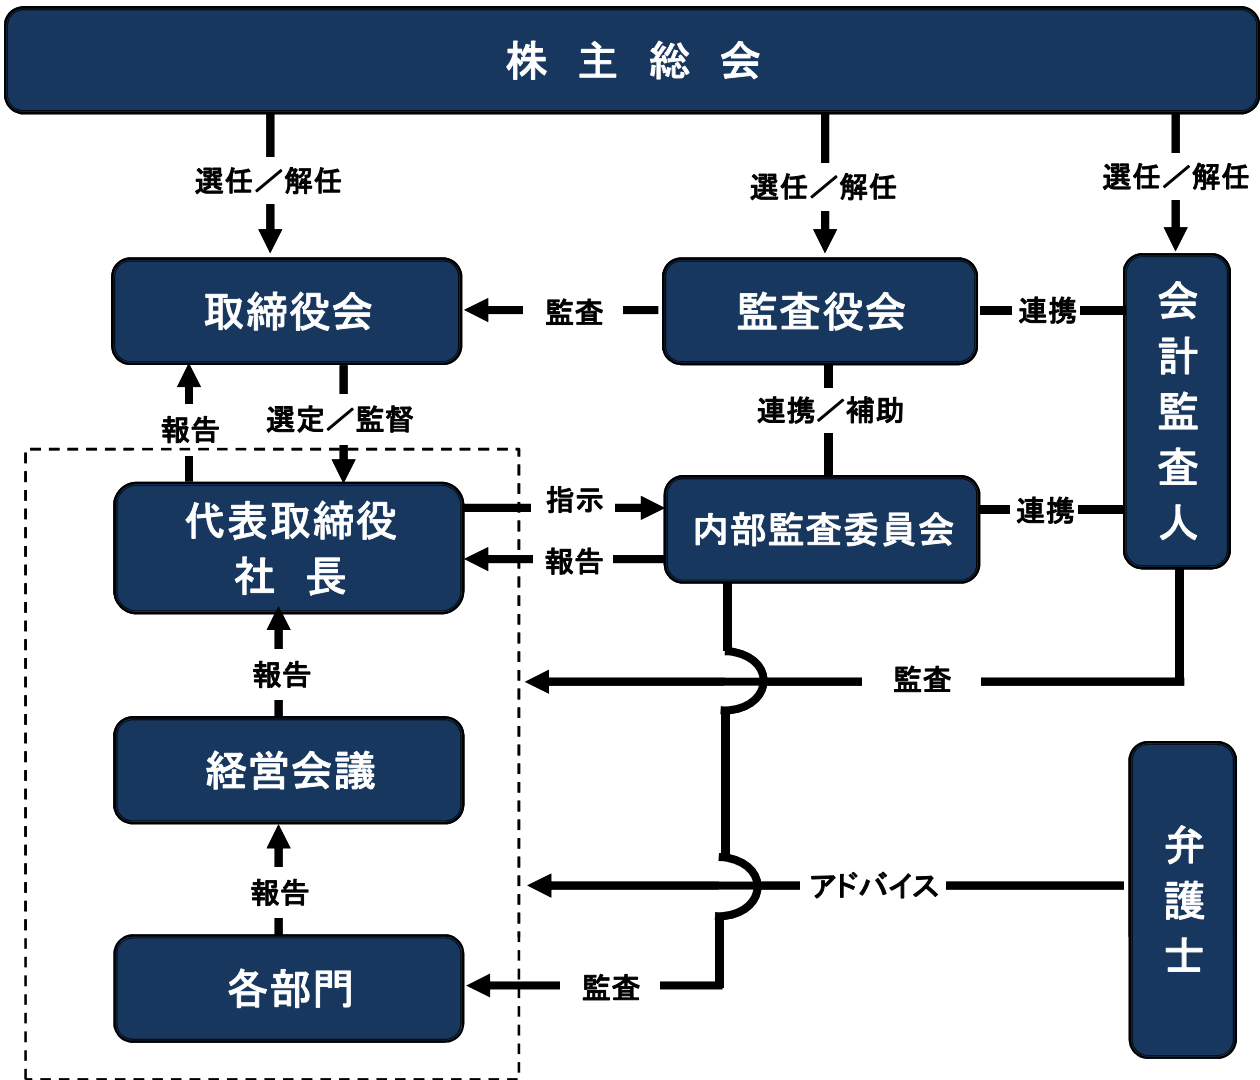 株主総会
選任／解任
選任／解任
選任／解任
取締役会
監査
監査役会
連携
会計監査人
報告
選定／監督
連携／補助
代表取締役
社長
指示
報告
内部監査委員会
連携
報告
監査
経営会議
弁護士
報告
アドバイス
各部門
監査